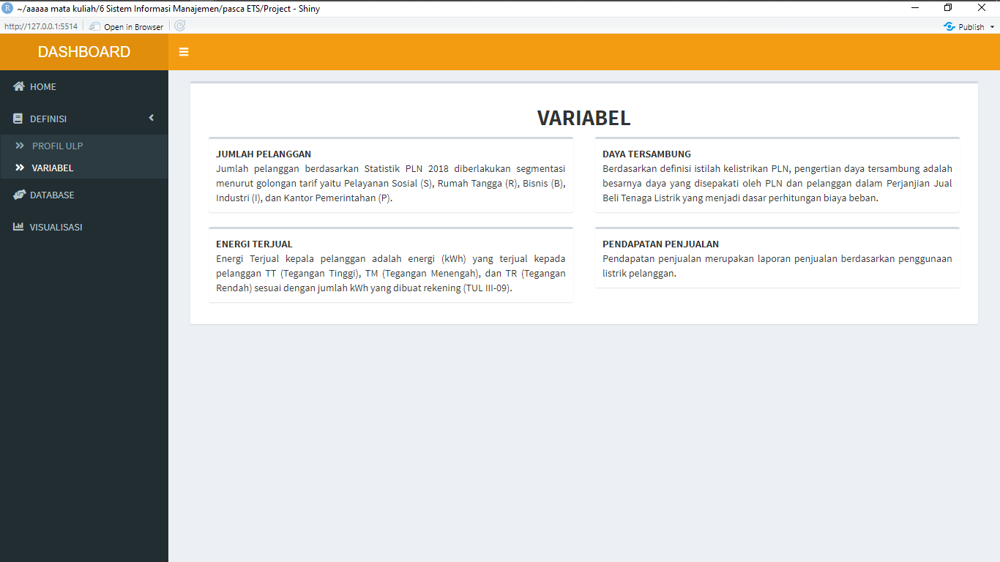 ~/aaaaa mata kuliah/6 Sistem Informasi Manajemen/pasca ETS/Project - Shiny
http://127.0.0.1:5514 Open in Browser Publish
DASHBOARD
HOME
DEFINISI
PROFIL ULP
VARIABEL
DATABASE
VISUALISASI
VARIABEL
JUMLAH PELANGGAN
Jumlah pelanggan berdasarkan Statistik PLN 2018 diberlakukan segmentasi
menurut golongan tarif yaitu Pelayanan Sosial (S), Rumah Tangga (R), Bisnis (B),
Industri (I), dan Kantor Pemerintahan (P).
DAYA TERSAMBUNG
Berdasarkan definisi istilah kelistrikan PLN, pengertian daya tersambung adalah
besarnya daya yang disepakati oleh PLN dan pelanggan dalam Perjanjian Jual
Beli Tenaga Listrik yang menjadi dasar perhitungan biaya beban.
ENERGI TERJUAL
Energi Terjual kepala pelanggan adalah energi (kWh) yang terjual kepada
pelanggan TT (Tegangan Tinggi), TM (Tegangan Menengah), dan TR (Tegangan
Rendah) sesuai dengan jumlah kWh yang dibuat rekening (TUL III-09).
PENDAPATAN PENJUALAN
Pendapatan penjualan merupakan laporan penjualan berdasarkan penggunaan
listrik pelanggan.